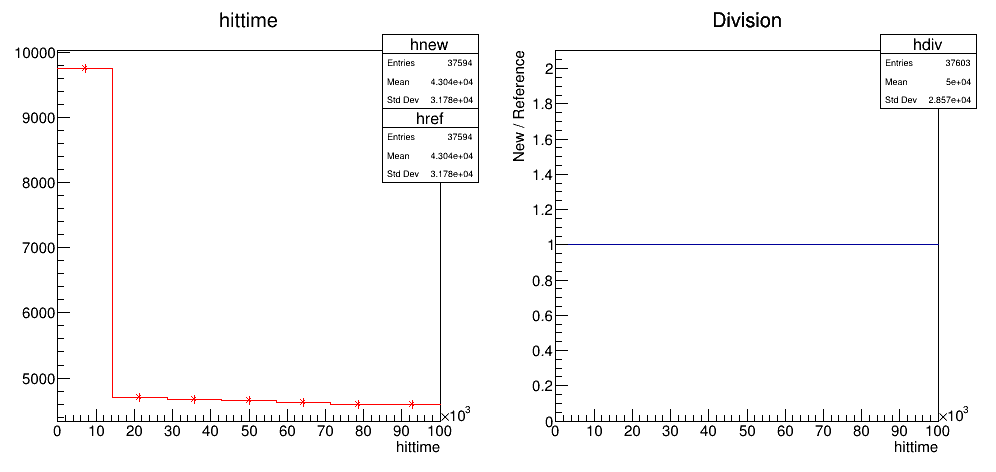 hittime
hnew
Entries 37594
Mean 4.304e+04
Std Dev 3.178e+04
href
Entries 37594
Mean 4.304e+04
Std Dev 3.178e+04
10000
9000
8000
7000
6000
5000
0 10 20 30 40 50 60 70 80 90 100
×10³
hittime
Division
hdiv
Entries 37603
Mean 5e+04
Std Dev 2.857e+04
New / Reference
2
1.8
1.6
1.4
1.2
1
0.8
0.6
0.4
0.2
0
0 10 20 30 40 50 60 70 80 90 100
×10³
hittime